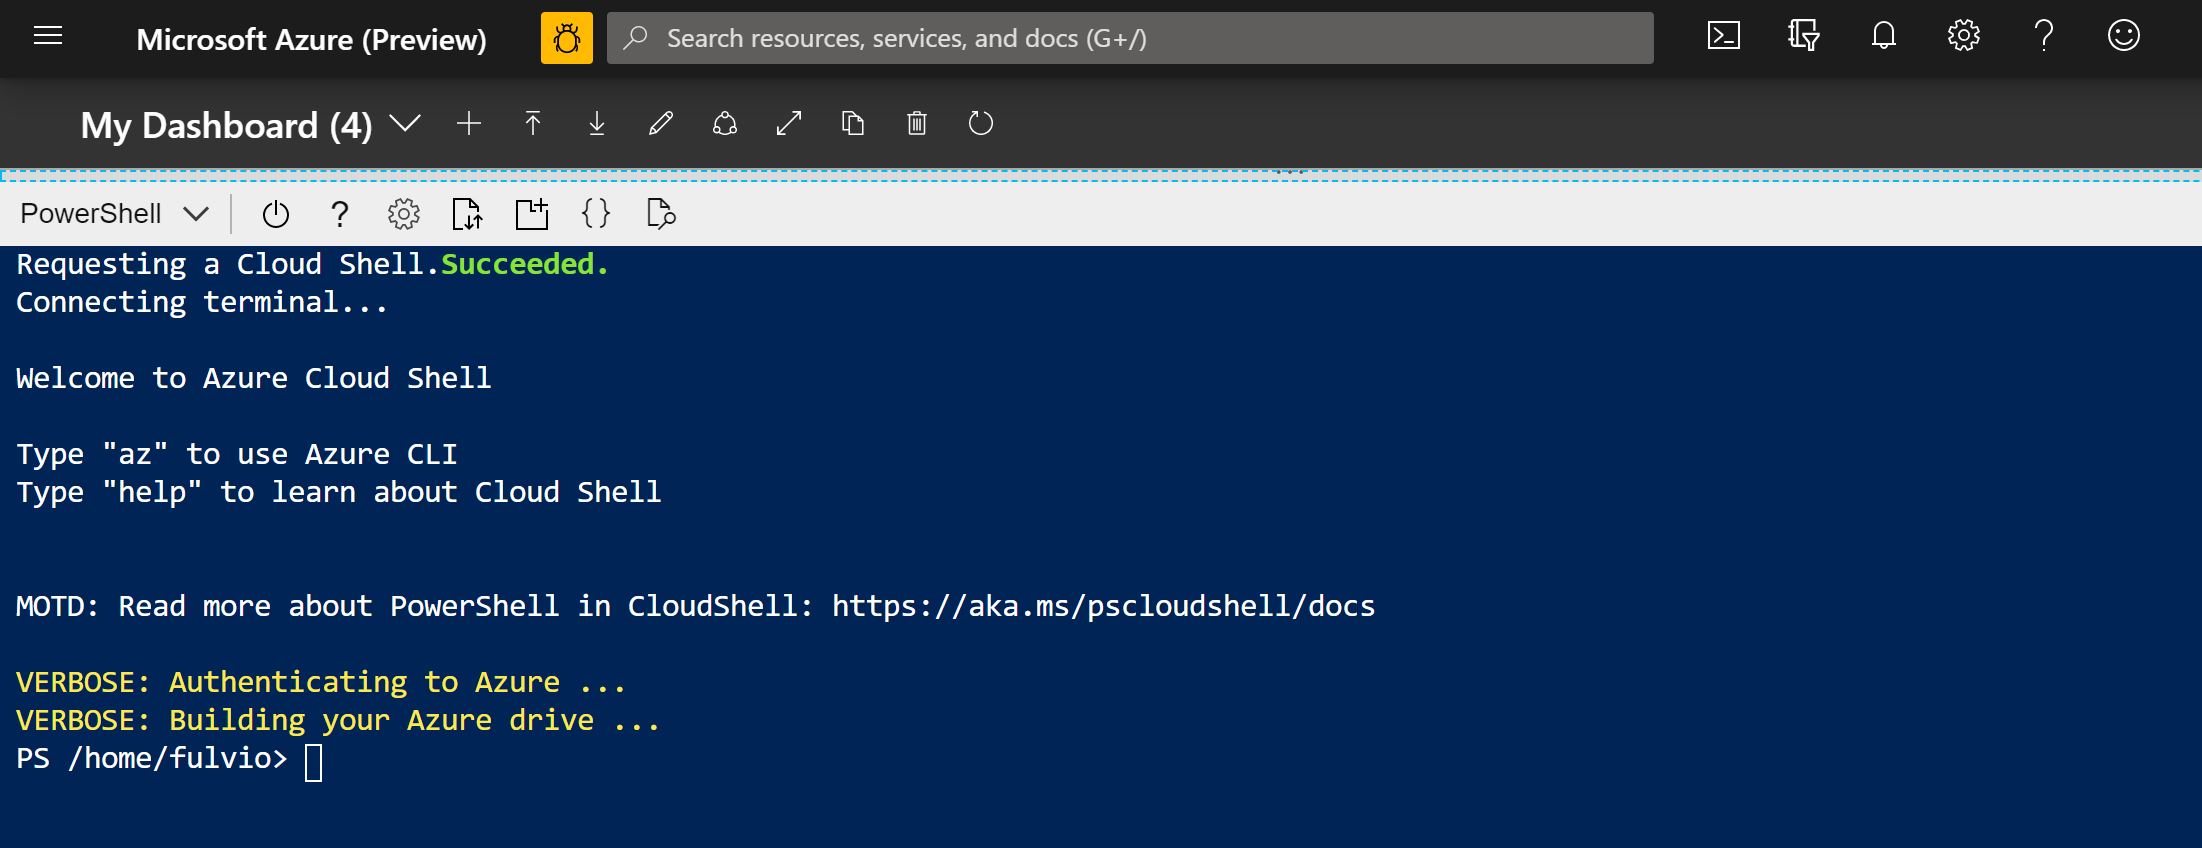 Microsoft Azure (Preview)
Search resources, services, and docs (G+/)
My Dashboard (4)
PowerShell
Requesting a Cloud Shell.Succeeded.
Connecting terminal...
Welcome to Azure Cloud Shell
Type "az" to use Azure CLI
Type "help" to learn about Cloud Shell
MOTD: Read more about PowerShell in CloudShell: https://aka.ms/pscloudshell/docs
VERBOSE: Authenticating to Azure ...
VERBOSE: Building your Azure drive ...
PS /home/fulvio>